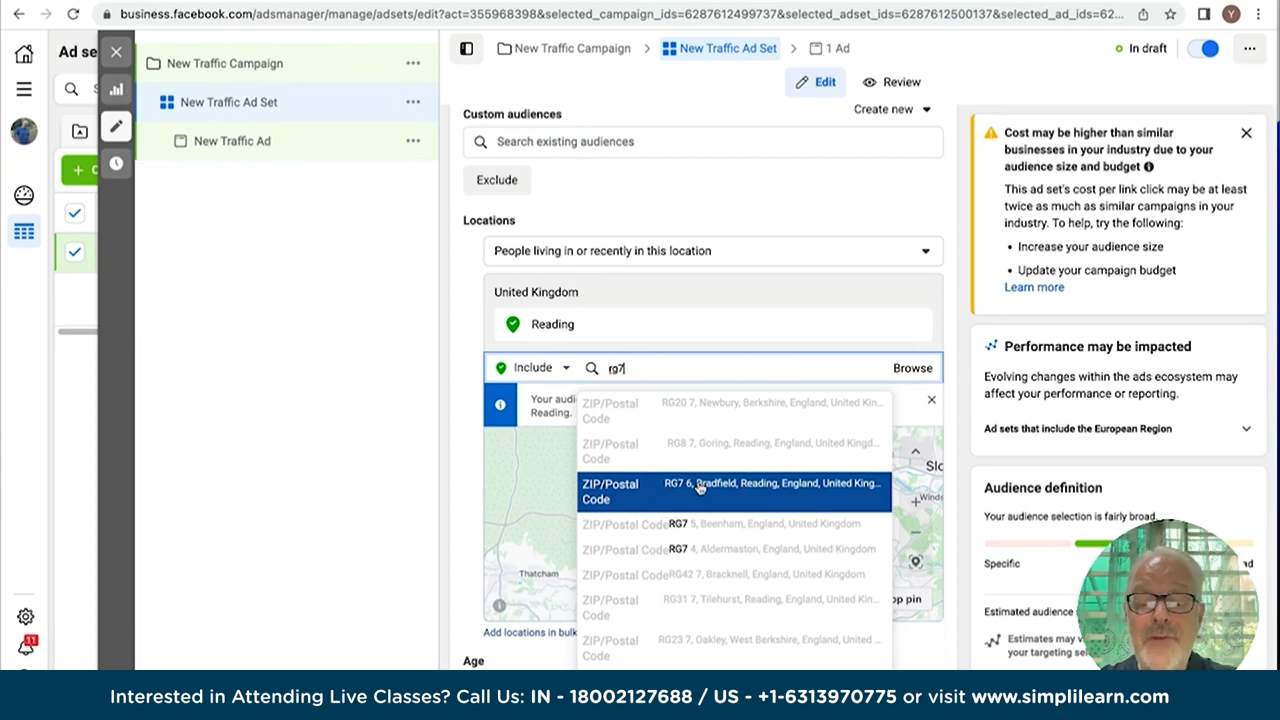 business.facebook.com/adsmanager/manage/adsets/edit?act=355968398&selected_campaign_ids=6287612499737&selected_adset_ids=6287612500137&selected_ad_ids=62...
Y
Ad se
New Traffic Campaign
New Traffic Ad Set
New Traffic Ad
New Traffic Campaign > New Traffic Ad Set > 1 Ad
In draft
Edit
Review
Custom audiences
Create new
Search existing audiences
Exclude
Locations
People living in or recently in this location
United Kingdom
Reading
Include
rg7
Browse
Your audi
Reading.
ZIP/Postal Code RG20 7, Newbury, Berkshire, England, United Kin...
ZIP/Postal Code RG8 7, Goring, Reading, England, United Kingd...
ZIP/Postal Code RG7 6, Bradfield, Reading, England, United King...
ZIP/Postal Code RG7 5, Beenham, England, United Kingdom
ZIP/Postal Code RG7 4, Aldermaston, England, United Kingdom
ZIP/Postal Code RG42 7, Bracknell, England, United Kingdom
ZIP/Postal Code RG31 7, Tilehurst, Reading, England, United Kin...
ZIP/Postal Code RG23 7, Oakley, West Berkshire, England, United ...
Slo
Winds
Thatcham
op pin
Add locations in bulk
Age
Cost may be higher than similar
businesses in your industry due to your
audience size and budget
This ad set's cost per link click may be at least
twice as much as similar campaigns in your
industry. To help, try the following:
• Increase your audience size
• Update your campaign budget
Learn more
Performance may be impacted
Evolving changes within the ads ecosystem may
affect your performance or reporting.
Ad sets that include the European Region
Audience definition
Your audience selection is fairly broad.
Specific
ad
Estimated audience s
Estimates may v
your targeting sel
11
Interested in Attending Live Classes? Call Us: IN - 18002127688 / US - +1-6313970775 or visit www.simplilearn.com